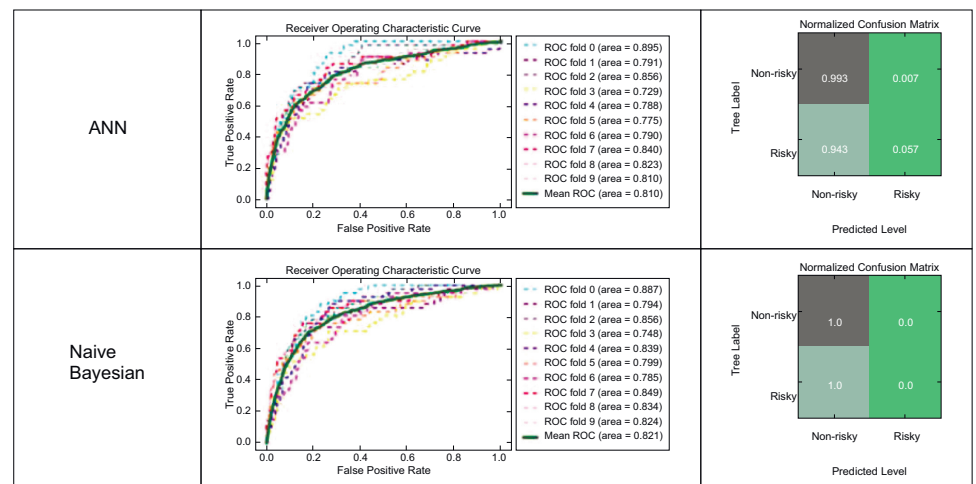 ANN
Receiver Operating Characteristic Curve
True Positive Rate
1.0
0.8
0.6
0.4
0.2
0.0
0.0 0.2 0.4 0.6 0.8 1.0
False Positive Rate
ROC fold 0 (area = 0.895)
ROC fold 1 (area = 0.791)
ROC fold 2 (area = 0.856)
ROC fold 3 (area = 0.729)
ROC fold 4 (area = 0.788)
ROC fold 5 (area = 0.775)
ROC fold 6 (area = 0.790)
ROC fold 7 (area = 0.840)
ROC fold 8 (area = 0.823)
ROC fold 9 (area = 0.810)
Mean ROC (area = 0.810)
Normalized Confusion Matrix
Tree Label
Non-risky
0.993 0.007
Risky
0.943 0.057
Non-risky Risky
Predicted Level
Naive
Bayesian
Receiver Operating Characteristic Curve
True Positive Rate
1.0
0.8
0.6
0.4
0.2
0.0
0.0 0.2 0.4 0.6 0.8 1.0
False Positive Rate
ROC fold 0 (area = 0.887)
ROC fold 1 (area = 0.794)
ROC fold 2 (area = 0.856)
ROC fold 3 (area = 0.748)
ROC fold 4 (area = 0.839)
ROC fold 5 (area = 0.799)
ROC fold 6 (area = 0.785)
ROC fold 7 (area = 0.849)
ROC fold 8 (area = 0.834)
ROC fold 9 (area = 0.824)
Mean ROC (area = 0.821)
Normalized Confusion Matrix
Tree Label
Non-risky
1.0 0.0
Risky
1.0 0.0
Non-risky Risky
Predicted Level